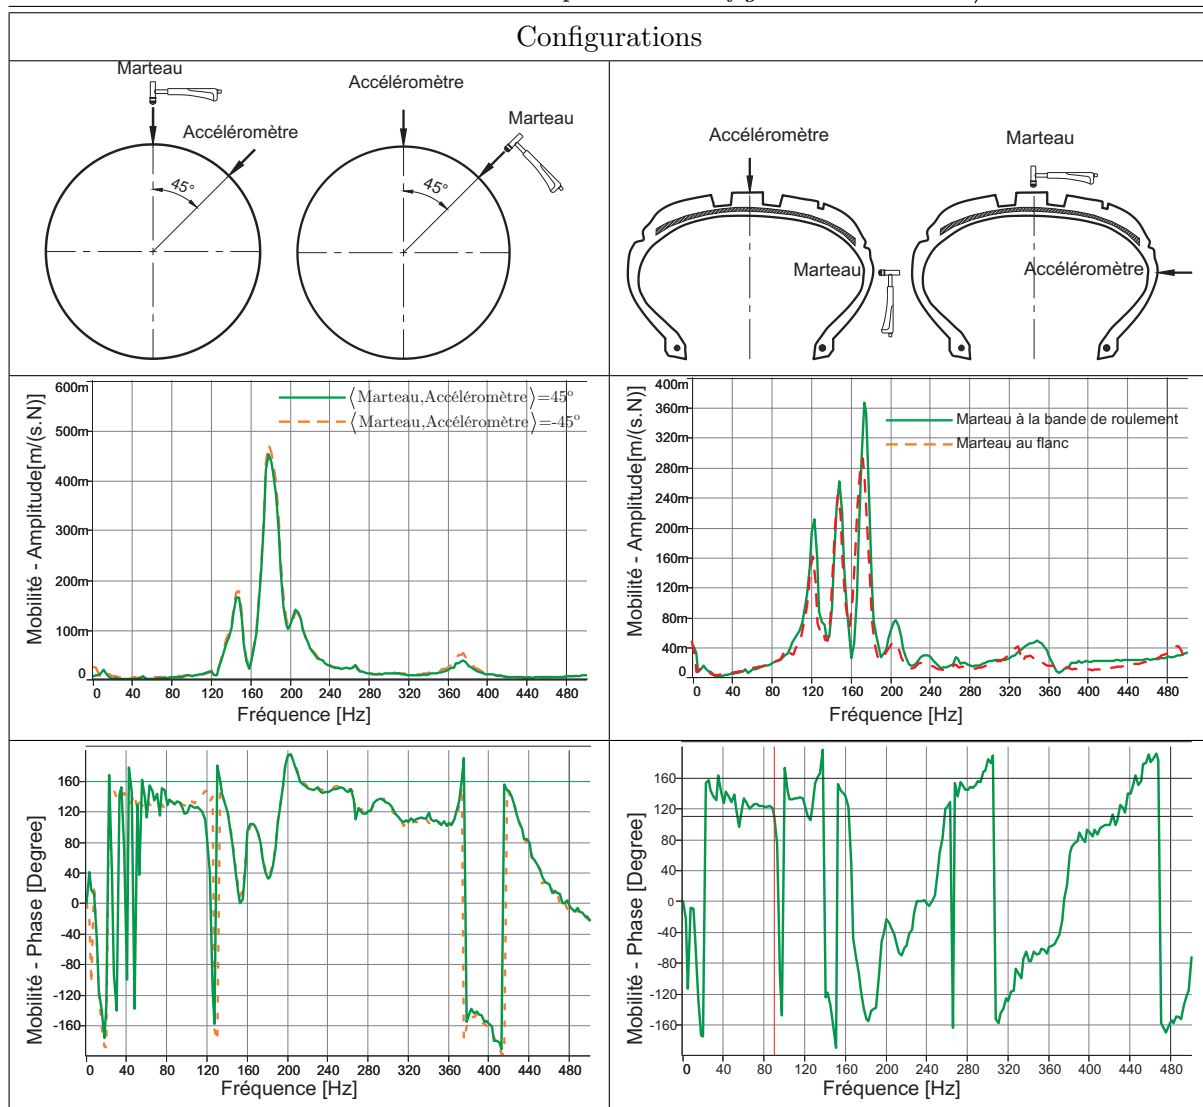 Configurations
Marteau
Accéléromètre
45°
Accéléromètre
Marteau
45°
Accéléromètre
Marteau
Marteau
Accéléromètre
Mobilité - Amplitude[m/(s.N)]
600m
500m
400m
300m
200m
100m
0
⟨Marteau,Accéléromètre⟩=45°
⟨Marteau,Accéléromètre⟩=-45°
0 40 80 120 160 200 240 280 320 360 400 440 480
Fréquence [Hz]
Mobilité - Amplitude[m/(s.N)]
400m
360m
320m
280m
240m
200m
160m
120m
80m
40m
0
Marteau à la bande de roulement
Marteau au flanc
0 40 80 120 160 200 240 280 320 360 400 440 480
Fréquence [Hz]
Mobilité - Phase [Degree]
160
120
80
40
0
-40
-80
-120
-160
0 40 80 120 160 200 240 280 320 360 400 440 480
Fréquence [Hz]
Mobilité - Phase [Degree]
160
120
80
40
0
-40
-80
-120
-160
0 40 80 120 160 200 240 280 320 360 400 440 480
Fréquence [Hz]